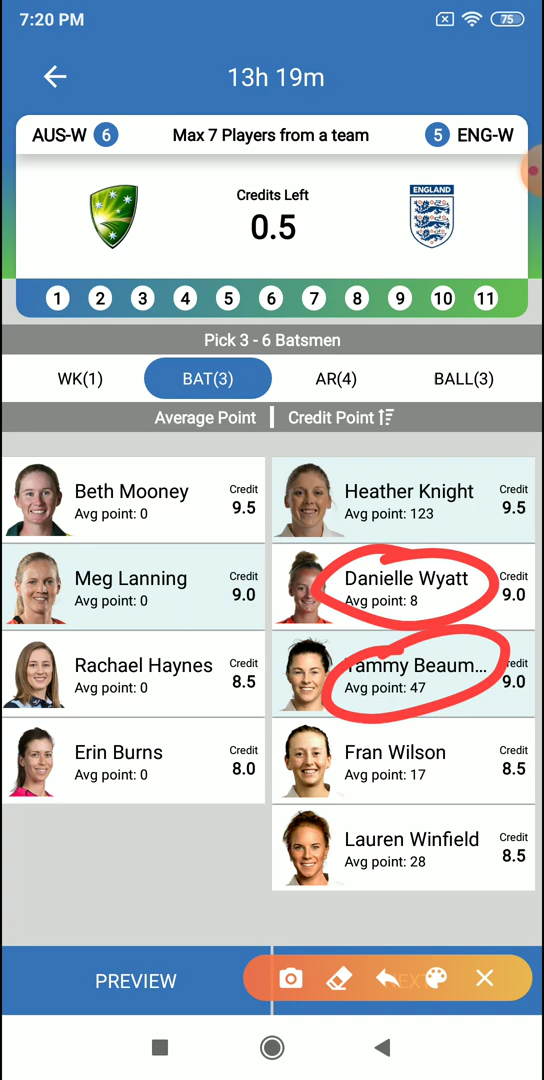 7:20 PM
75
13h 19m
AUS-W 6 Max 7 Players from a team 5 ENG-W
Credits Left
0.5
ENGLAND
1 2 3 4 5 6 7 8 9 10 11
Pick 3 - 6 Batsmen
WK(1) BAT(3) AR(4) BALL(3)
Average Point Credit Point
Beth Mooney
Avg point: 0
Credit
9.5
Heather Knight
Avg point: 123
Credit
9.5
Meg Lanning
Avg point: 0
Credit
9.0
Danielle Wyatt
Avg point: 8
Credit
9.0
Rachael Haynes
Avg point: 0
Credit
8.5
Tammy Beaum...
Avg point: 47
Credit
9.0
Erin Burns
Avg point: 0
Credit
8.0
Fran Wilson
Avg point: 17
Credit
8.5
Lauren Winfield
Avg point: 28
Credit
8.5
PREVIEW